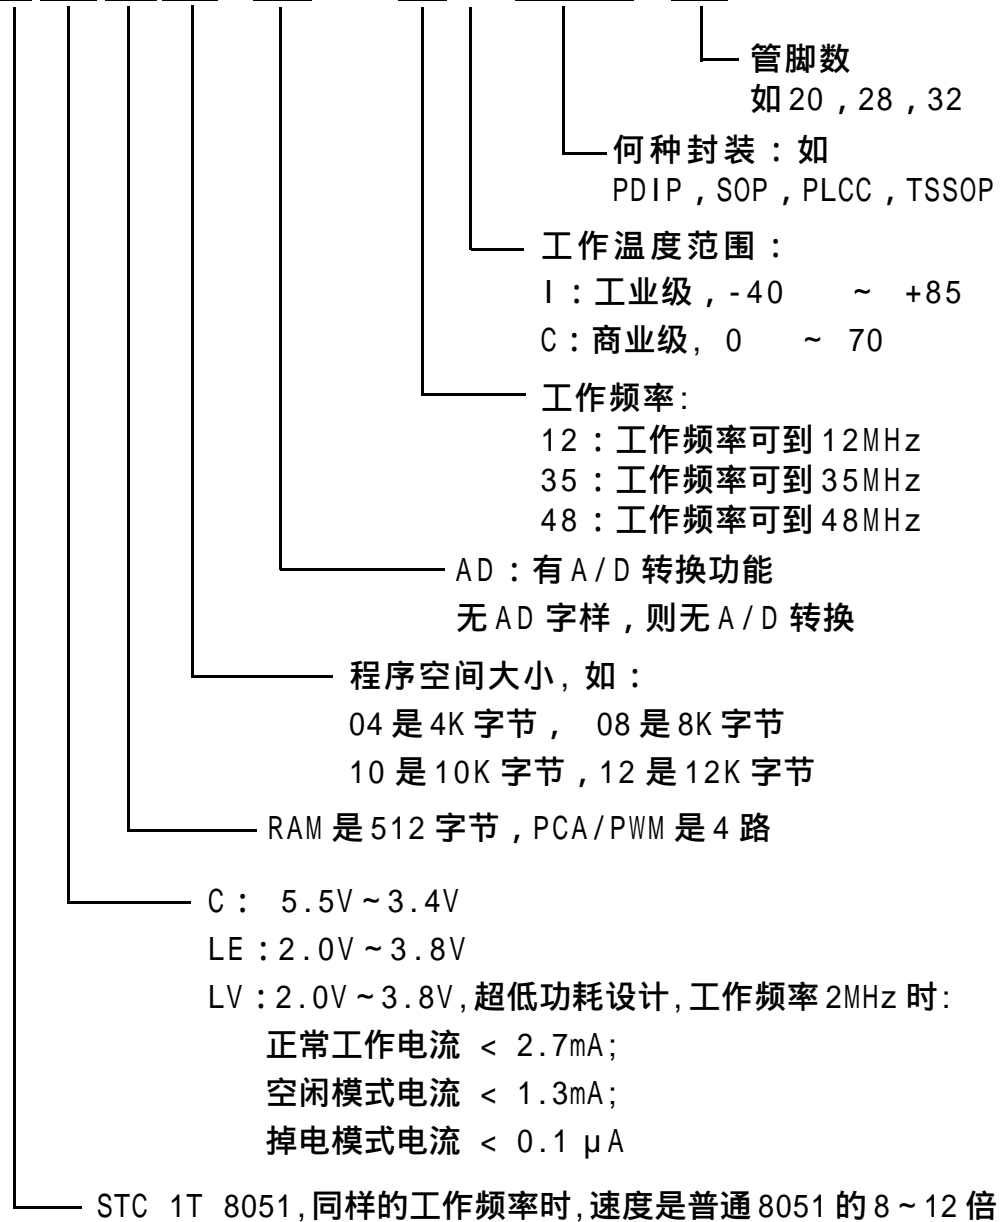 管脚数
如20,28,32
何种封装:如
PDIP,SOP,PLCC,TSSOP
工作温度范围:
I:工业级,-40 ~ +85
C:商业级, 0 ~ 70
工作频率:
12:工作频率可到12MHz
35:工作频率可到35MHz
48:工作频率可到48MHz
AD:有A/D转换功能
无AD字样,则无A/D转换
程序空间大小,如:
04是4K字节, 08是8K字节
10是10K字节,12是12K字节
RAM是512字节,PCA/PWM是4路
C: 5.5V~3.4V
LE:2.0V~3.8V
LV:2.0V~3.8V,超低功耗设计,工作频率2MHz时:
正常工作电流 < 2.7mA;
空闲模式电流 < 1.3mA;
掉电模式电流 < 0.1 μA
STC 1T 8051,同样的工作频率时,速度是普通8051的8~12倍